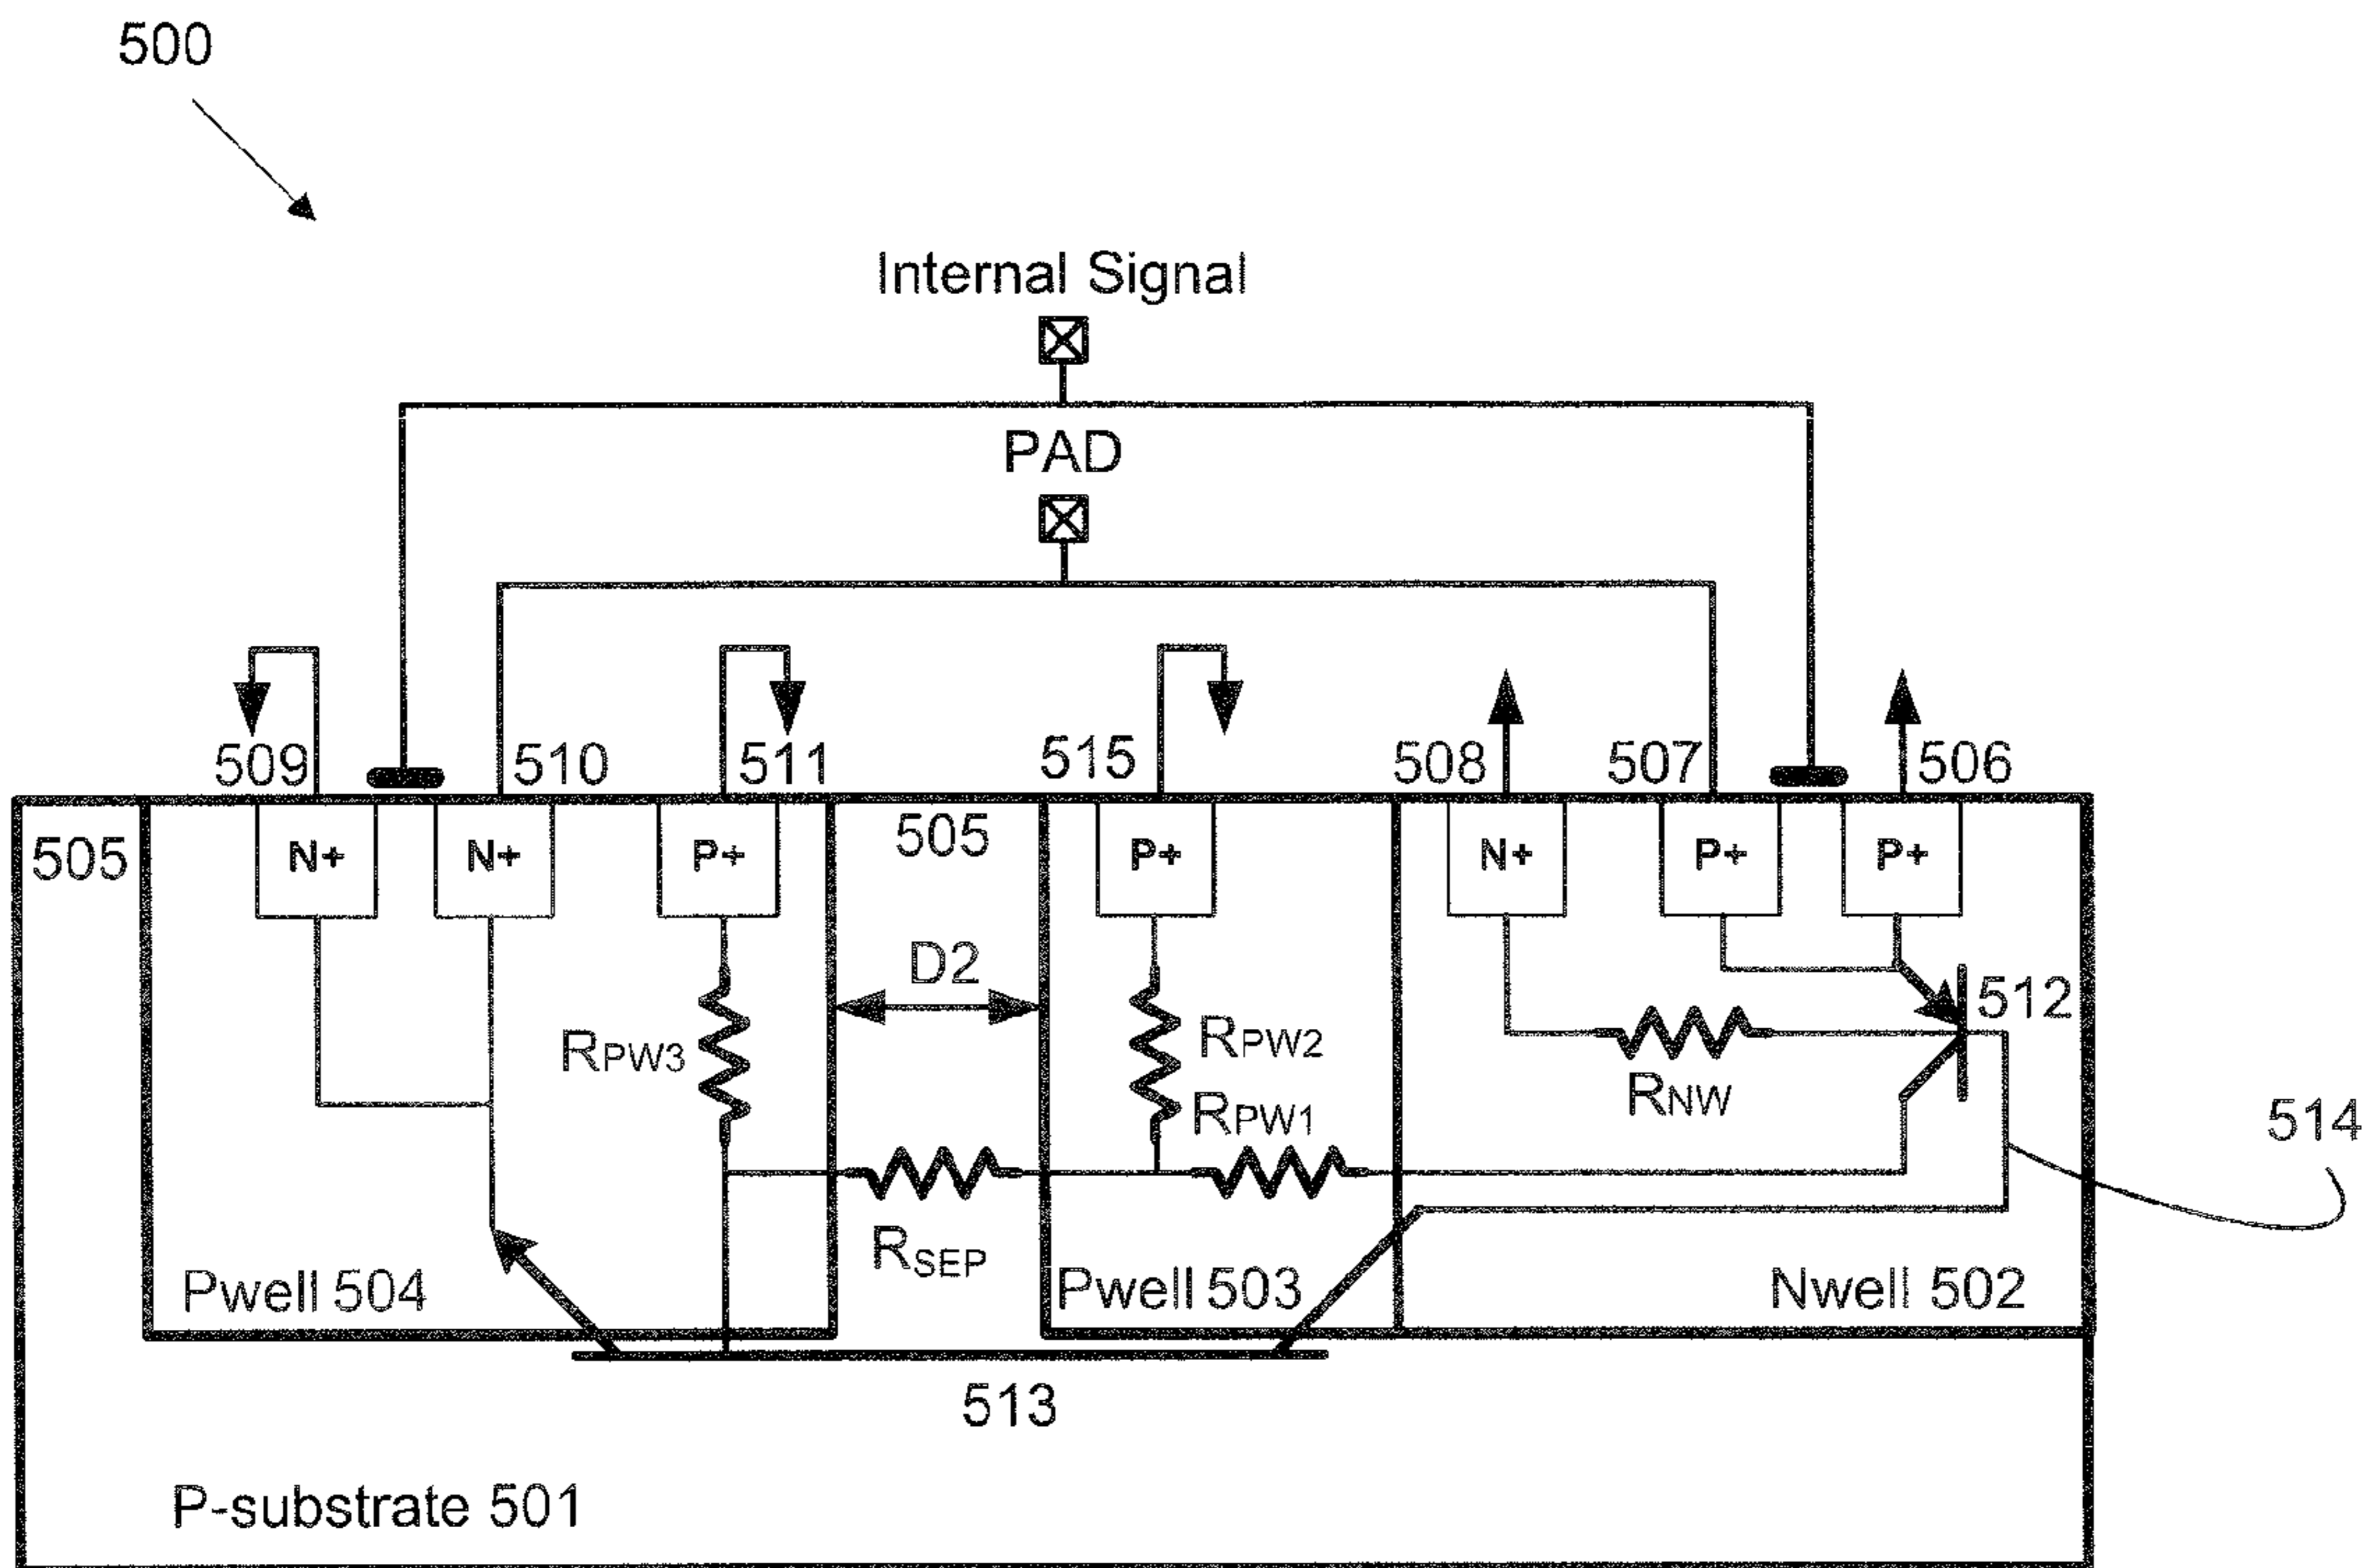 500
Internal Signal
PAD
509
510
511
515
508
507
506
505
N+
N+
P+
505
P+
N+
P+
P+
D2
512
RPW3
RPW2
RNW
RPW1
514
RSEP
Pwell 504
Pwell 503
Nwell 502
513
P-substrate 501